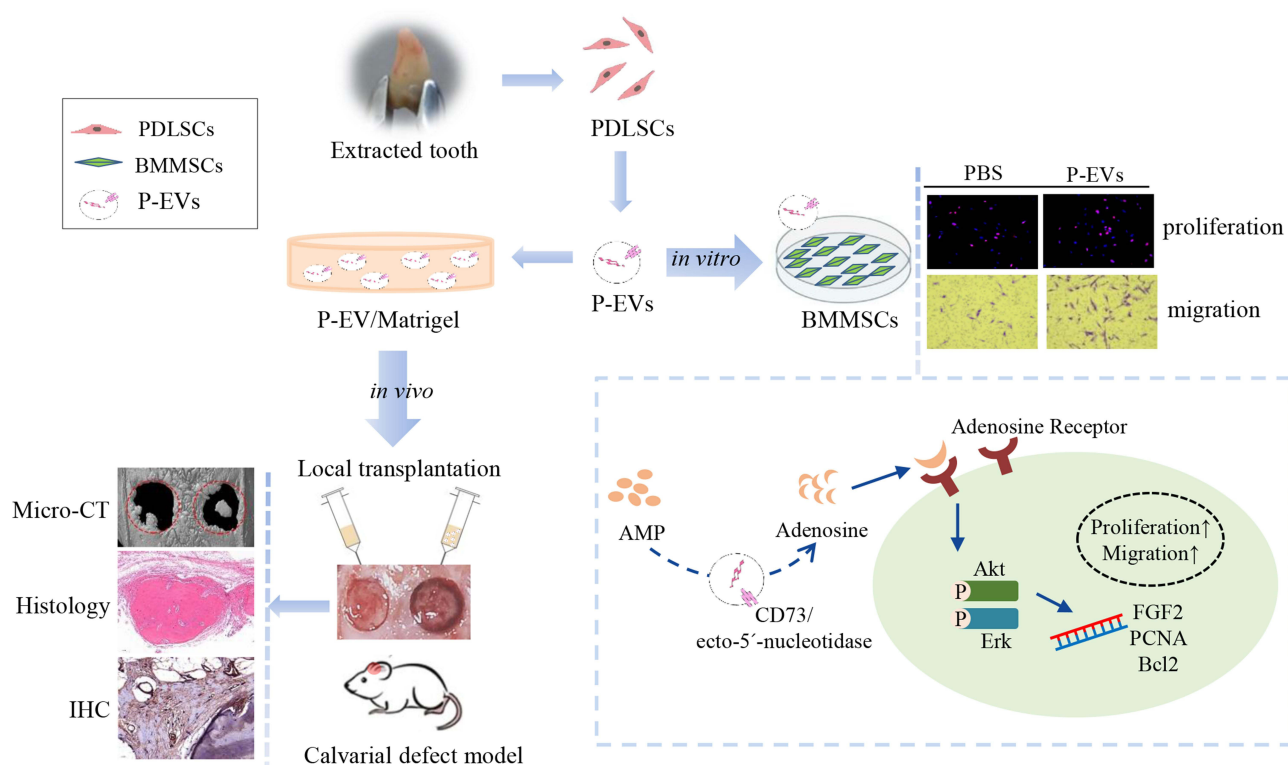 Extracted tooth
PDLSCs
PDLSCs
BMMSCs
P-EVs
P-EV/Matrigel
P-EVs
in vitro
BMMSCs
PBS
P-EVs
proliferation
migration
in vivo
Local transplantation
Micro-CT
Histology
IHC
Calvarial defect model
Adenosine Receptor
AMP
Adenosine
CD73/
ecto-5´-nucleotidase
Proliferation↑
Migration↑
Akt
P
P
Erk
FGF2
PCNA
Bcl2